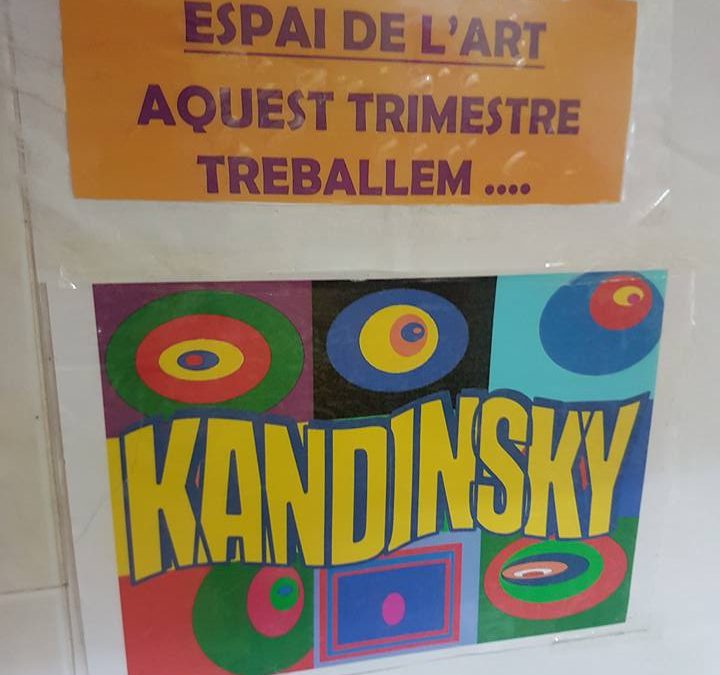 ESPAI DE L'ART
AQUEST TRIMESTRE
TREBALLEM ....
KANDINSKY